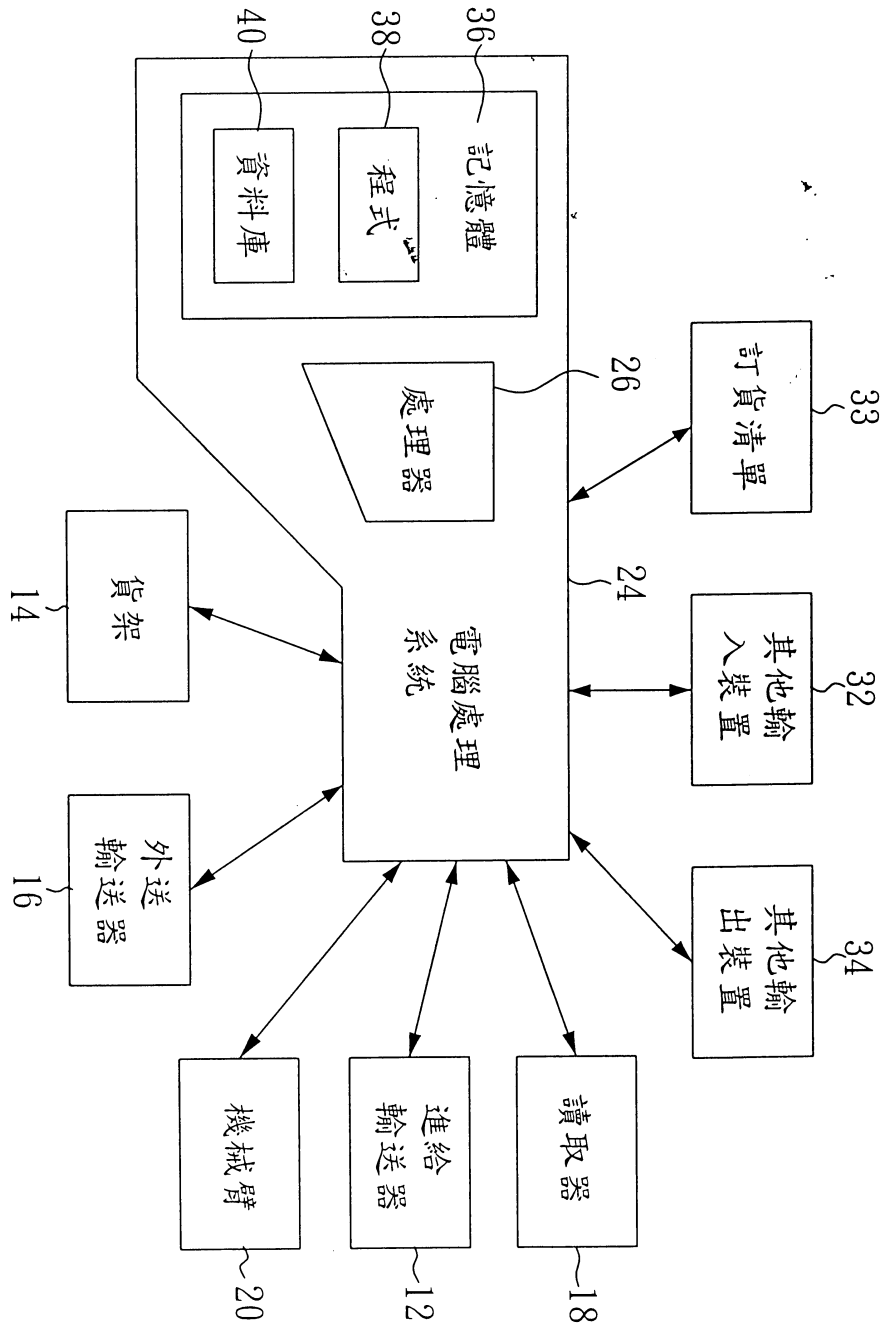 33
訂貨清單
32
其他輸
入裝置
34
其他輸
出裝置
26
24
36
記憶體
38
程式
40
資料庫
處理器
電腦處理
系統
讀取器
18
進給
輸送器
12
機械臂
20
貨架
14
外送
輸送器
16